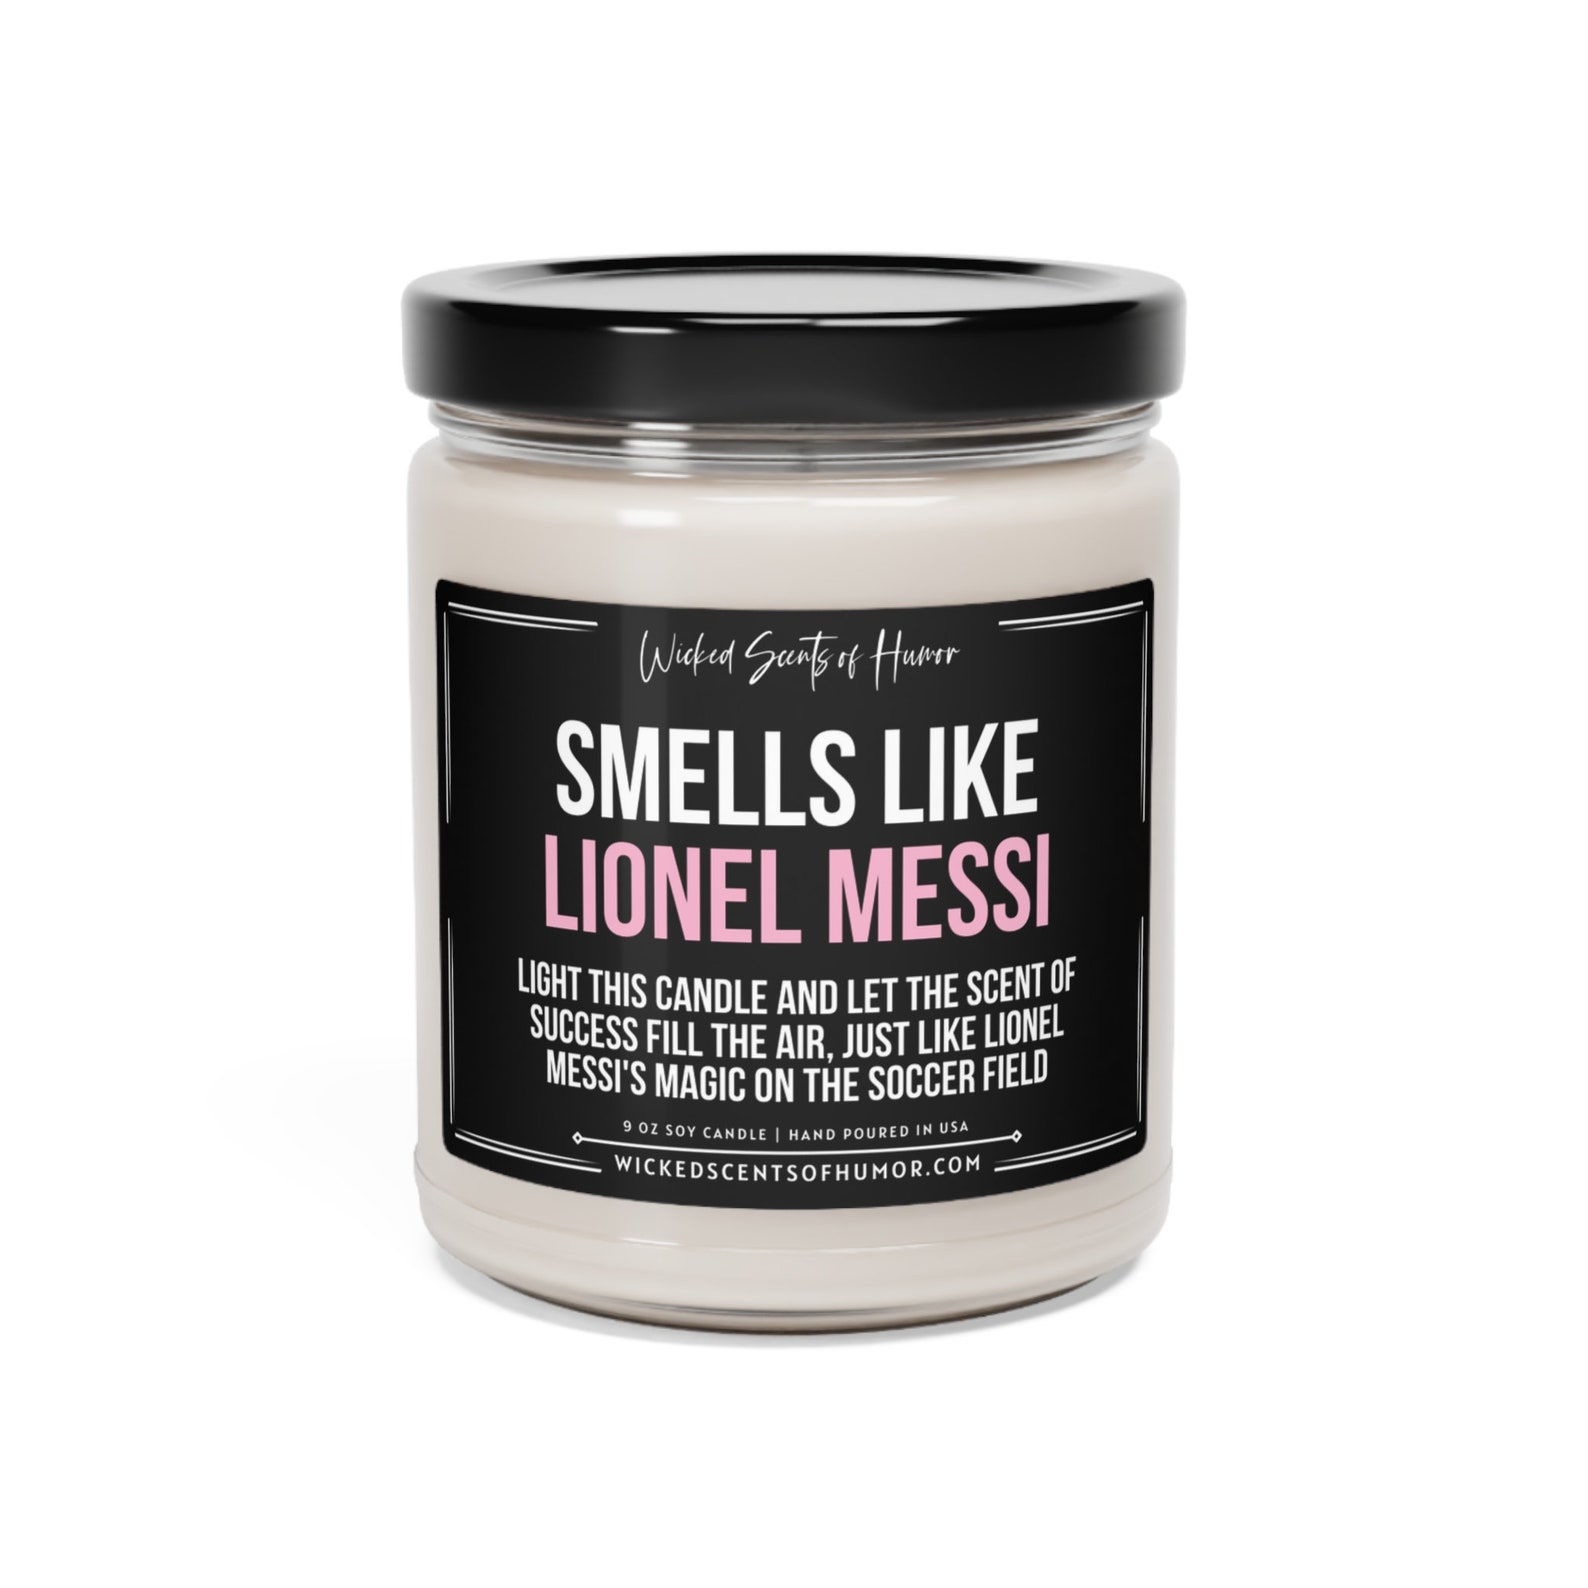 Wicked Scents of Humor
SMELLS LIKE
LIONEL MESSI
LIGHT THIS CANDLE AND LET THE SCENT OF
SUCCESS FILL THE AIR, JUST LIKE LIONEL
MESSI'S MAGIC ON THE SOCCER FIELD
9 OZ SOY CANDLE | HAND POURED IN USA
WICKEDSCENTSOFHUMOR.COM